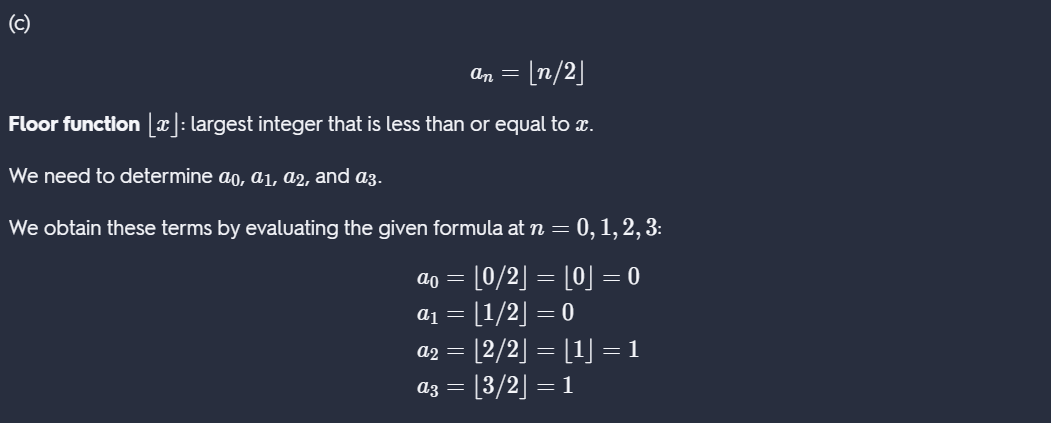 (c)
aₙ = ⌊n/2⌋
Floor function ⌊x⌋: largest integer that is less than or equal to x.
We need to determine a₀, a₁, a₂, and a₃.
We obtain these terms by evaluating the given formula at n = 0, 1, 2, 3:
a₀ = ⌊0/2⌋ = ⌊0⌋ = 0
a₁ = ⌊1/2⌋ = 0
a₂ = ⌊2/2⌋ = ⌊1⌋ = 1
a₃ = ⌊3/2⌋ = 1